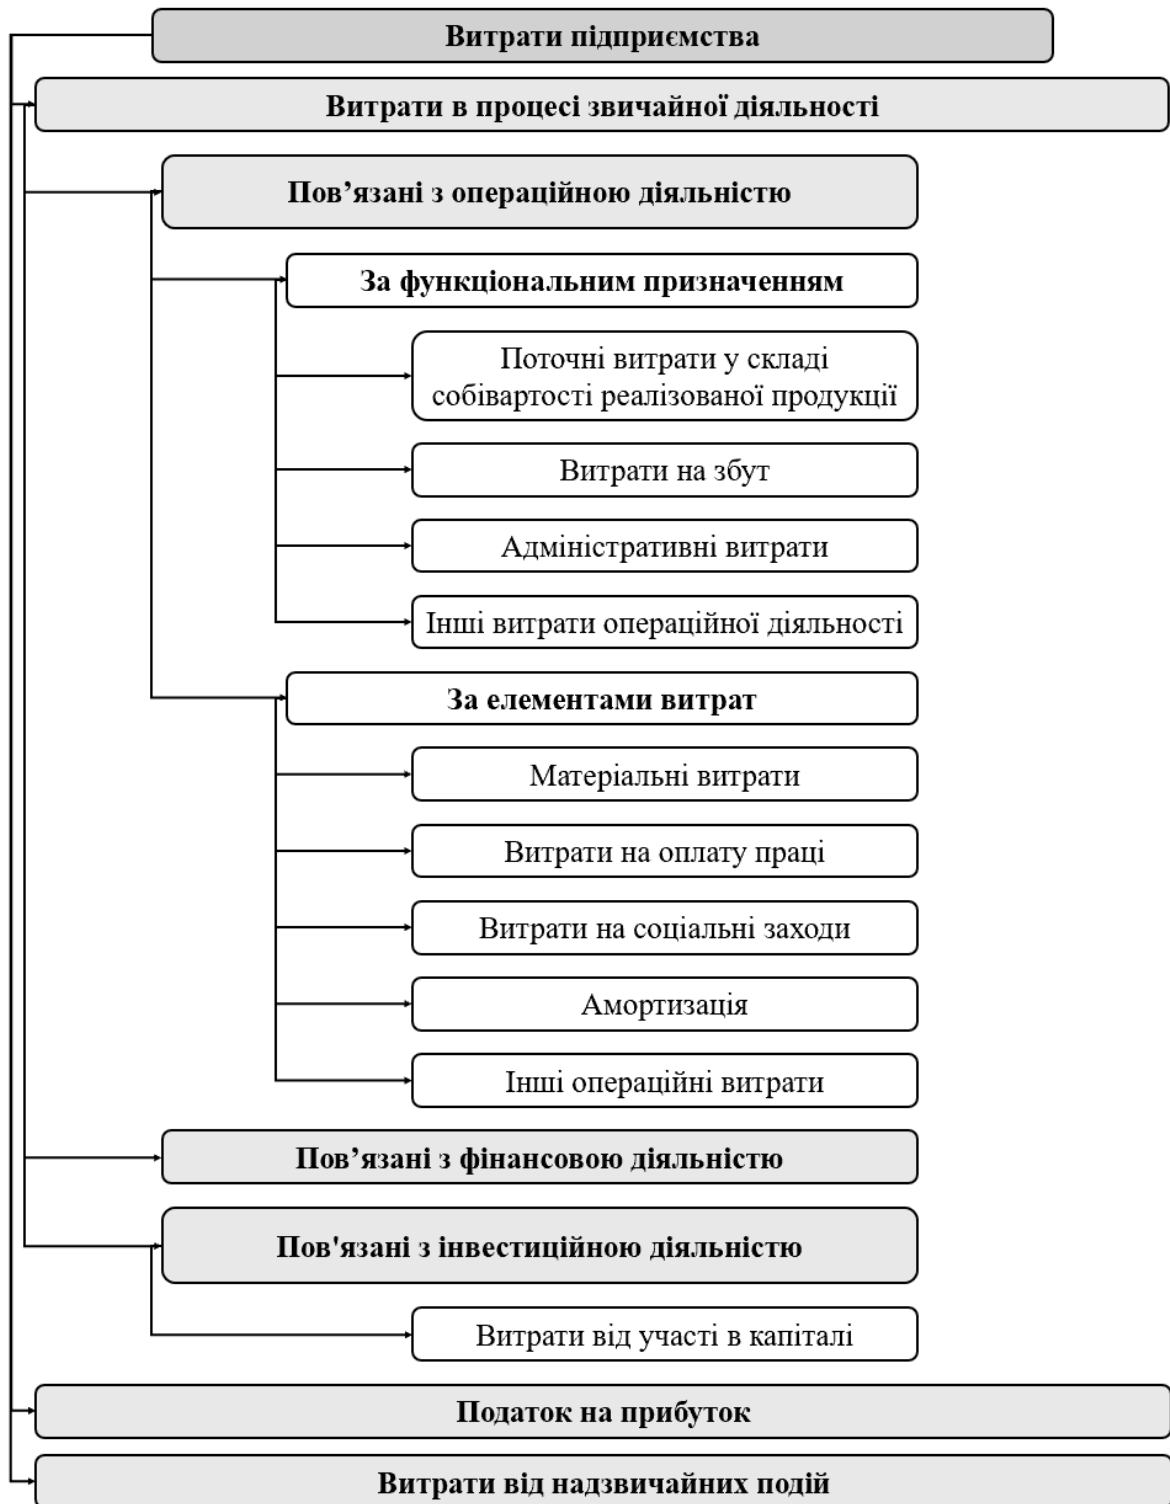 Витрати підприємства
Витрати в процесі звичайної діяльності
Пов’язані з операційною діяльністю
За функціональним призначенням
Поточні витрати у складі
собівартості реалізованої продукції
Витрати на збут
Адміністративні витрати
Інші витрати операційної діяльності
За елементами витрат
Матеріальні витрати
Витрати на оплату праці
Витрати на соціальні заходи
Амортизація
Інші операційні витрати
Пов’язані з фінансовою діяльністю
Пов'язані з інвестиційною діяльністю
Витрати від участі в капіталі
Податок на прибуток
Витрати від надзвичайних подій